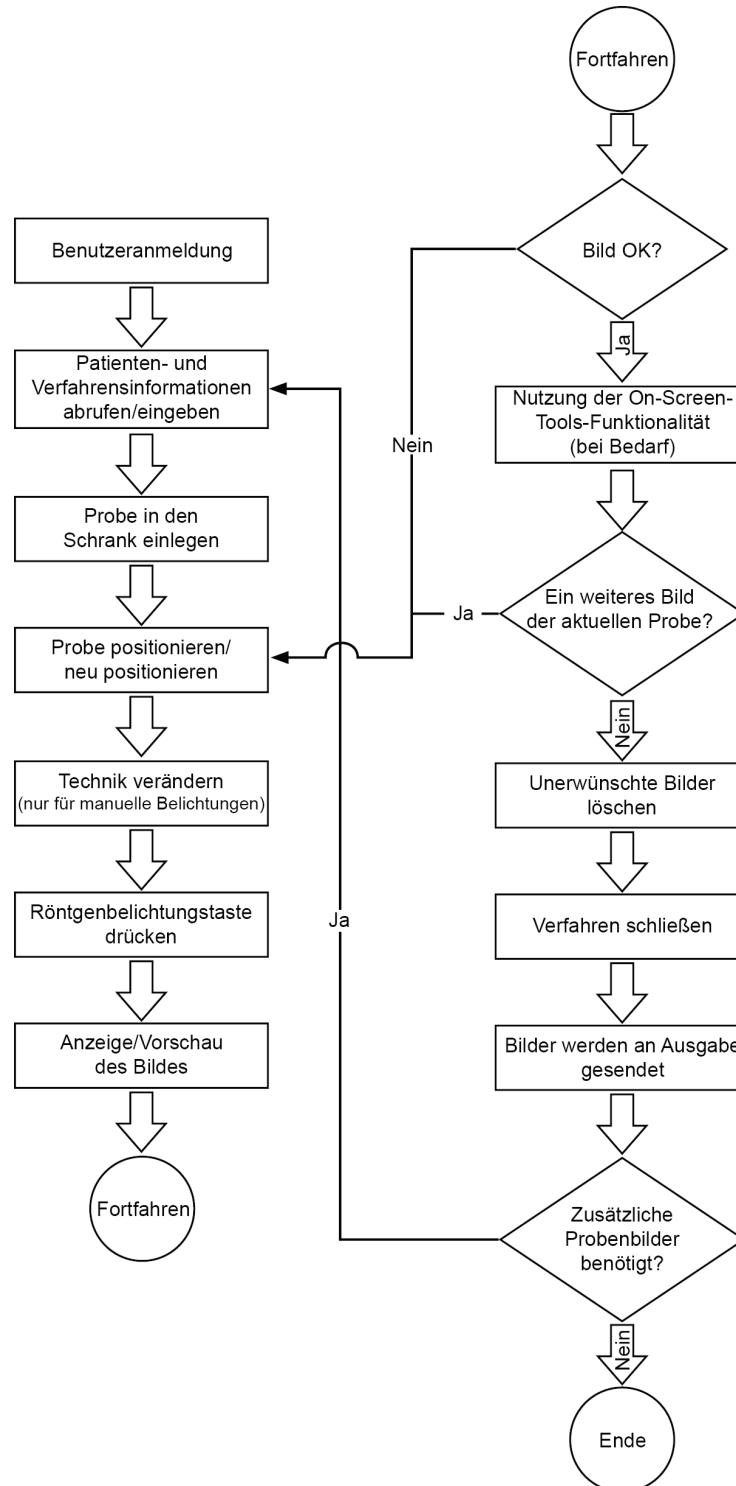 Benutzeranmeldung
Patienten- und
Verfahrensinformationen
abrufen/eingeben
Probe in den
Schrank einlegen
Probe positionieren/
neu positionieren
Technik verändern
(nur für manuelle Belichtungen)
Röntgenbelichtungstaste
drücken
Anzeige/Vorschau
des Bildes
Fortfahren
Fortfahren
Bild OK?
Nein
Ja
Nutzung der On-Screen-
Tools-Funktionalität
(bei Bedarf)
Ein weiteres Bild
der aktuellen Probe?
Ja
Nein
Unerwünschte Bilder
löschen
Verfahren schließen
Bilder werden an Ausgabe
gesendet
Zusätzliche
Probenbilder
benötigt?
Ja
Nein
Ende